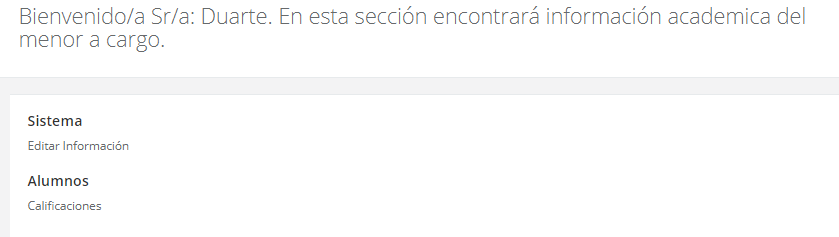 Bienvenido/a Sr/a: Duarte. En esta sección encontrará información academica del
menor a cargo.
Sistema
Editar Información
Alumnos
Calificaciones